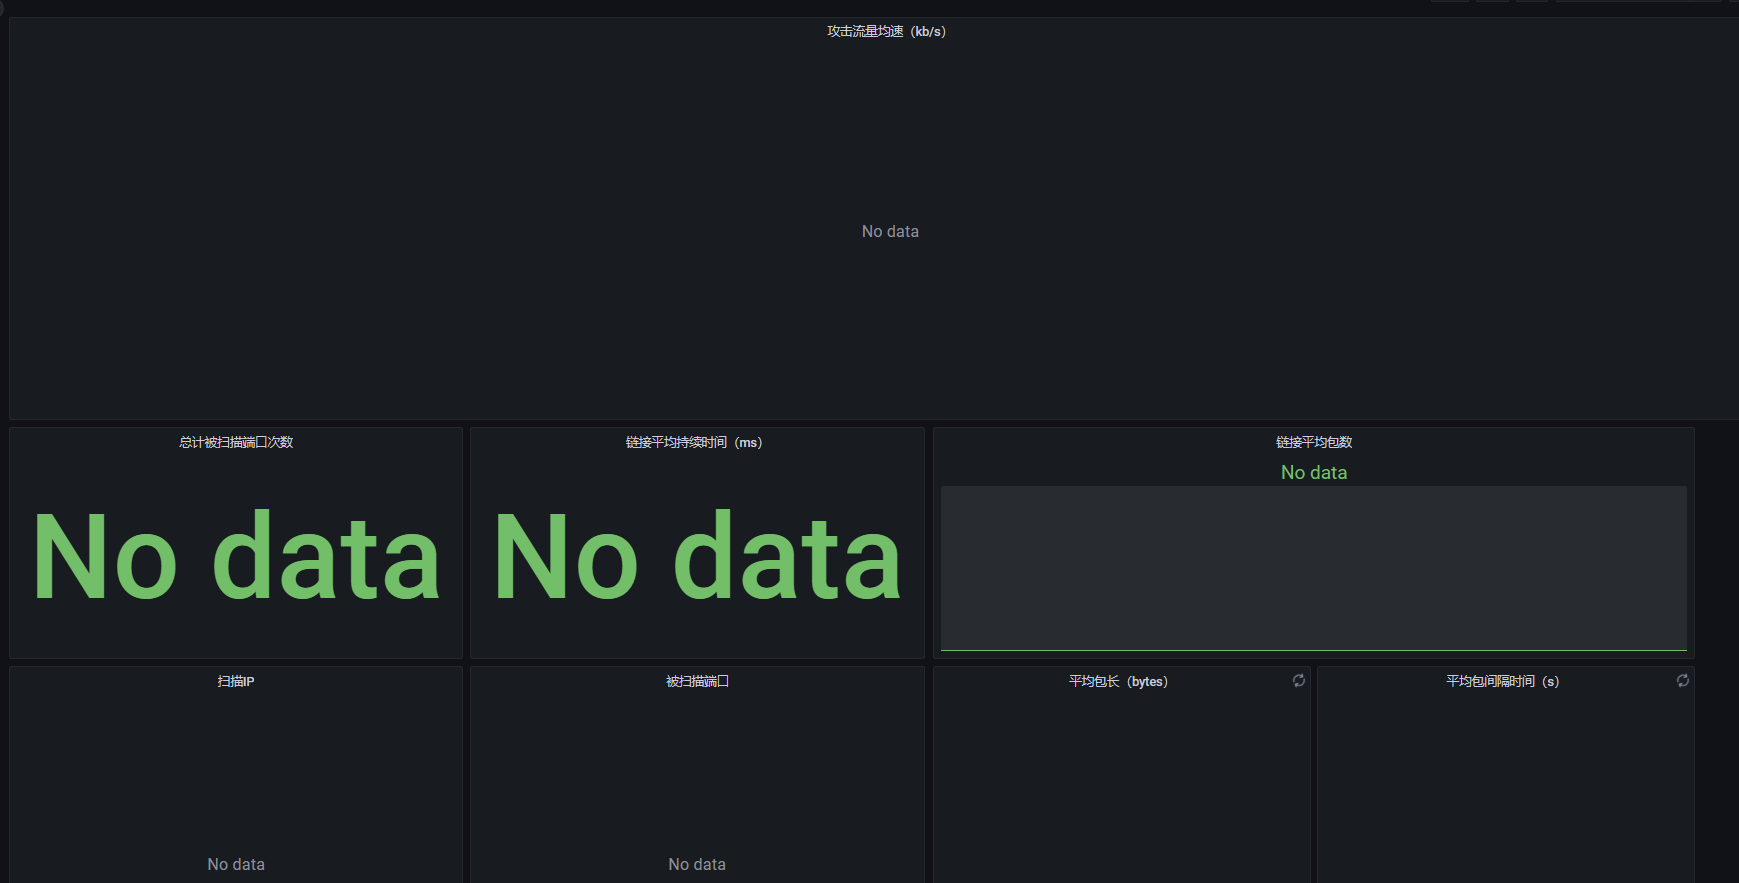 攻击流量均速（kb/s）
No data
总计被扫描端口次数
No data
链接平均持续时间（ms）
No data
链接平均包数
No data
扫描IP
No data
被扫描端口
No data
平均包长（bytes）
平均包间隔时间（s）